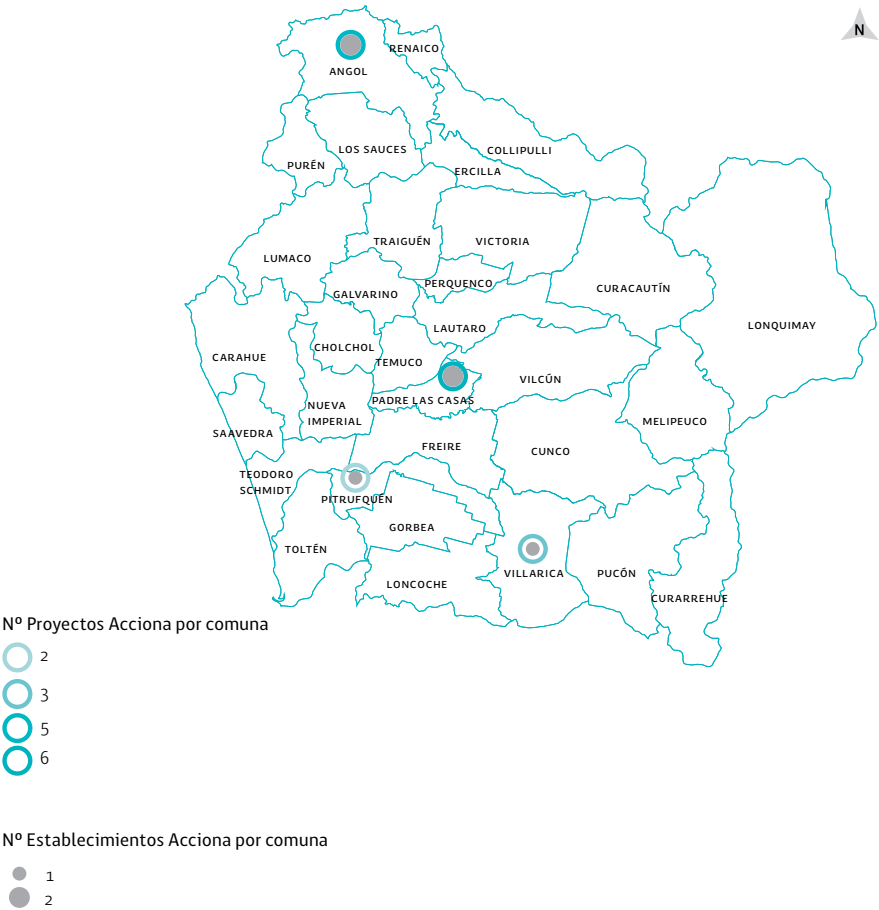 N
RENAICO
ANGOL
LOS SAUCES
COLLIPULLI
PURÉN
ERCILLA
TRAIGUÉN
VICTORIA
LUMACO
PERQUENCO
CURACAUTÍN
GALVARINO
LONQUIMAY
LAUTARO
CHOLCHOL
CARAHUE
TEMUCO
VILCÚN
PADRE LAS CASAS
NUEVA
IMPERIAL
MELIPEUCO
SAAVEDRA
FREIRE
CUNCO
TEODORO
SCHMIDT
PITRUFQUÉN
GORBEA
TOLTÉN
VILLARICA
PUCÓN
LONCOCHE
CURARREHUE
Nº Proyectos Acciona por comuna
2
3
5
6
Nº Establecimientos Acciona por comuna
1
2